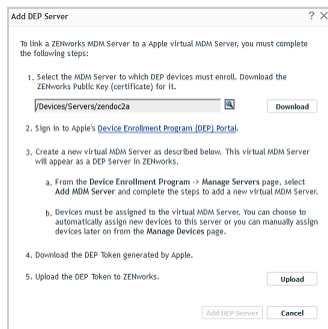 Add DEP Server ? ×
To link a ZENworks MDM Server to a Apple virtual MDM Server, you must complete
the following steps:
1. Select the MDM Server to which DEP devices must enroll. Download the
ZENworks Public Key (certificate) for it.
/Devices/Servers/zendoc2a Download
2. Sign in to Apple's Device Enrollment Program (DEP) Portal.
3. Create a new virtual MDM Server as described below. This virtual MDM Server
will appear as a DEP Server in ZENworks.
a. From the Device Enrollment Program -> Manage Servers page, select
Add MDM Server and complete the steps to add a new virtual MDM Server.
b. Devices must be assigned to the virtual MDM Server. You can choose to
automatically assign new devices to this server or you can manually assign
devices later on from the Manage Devices page.
4. Download the DEP Token generated by Apple.
5. Upload the DEP Token to ZENworks. Upload
Add DEP Server Cancel